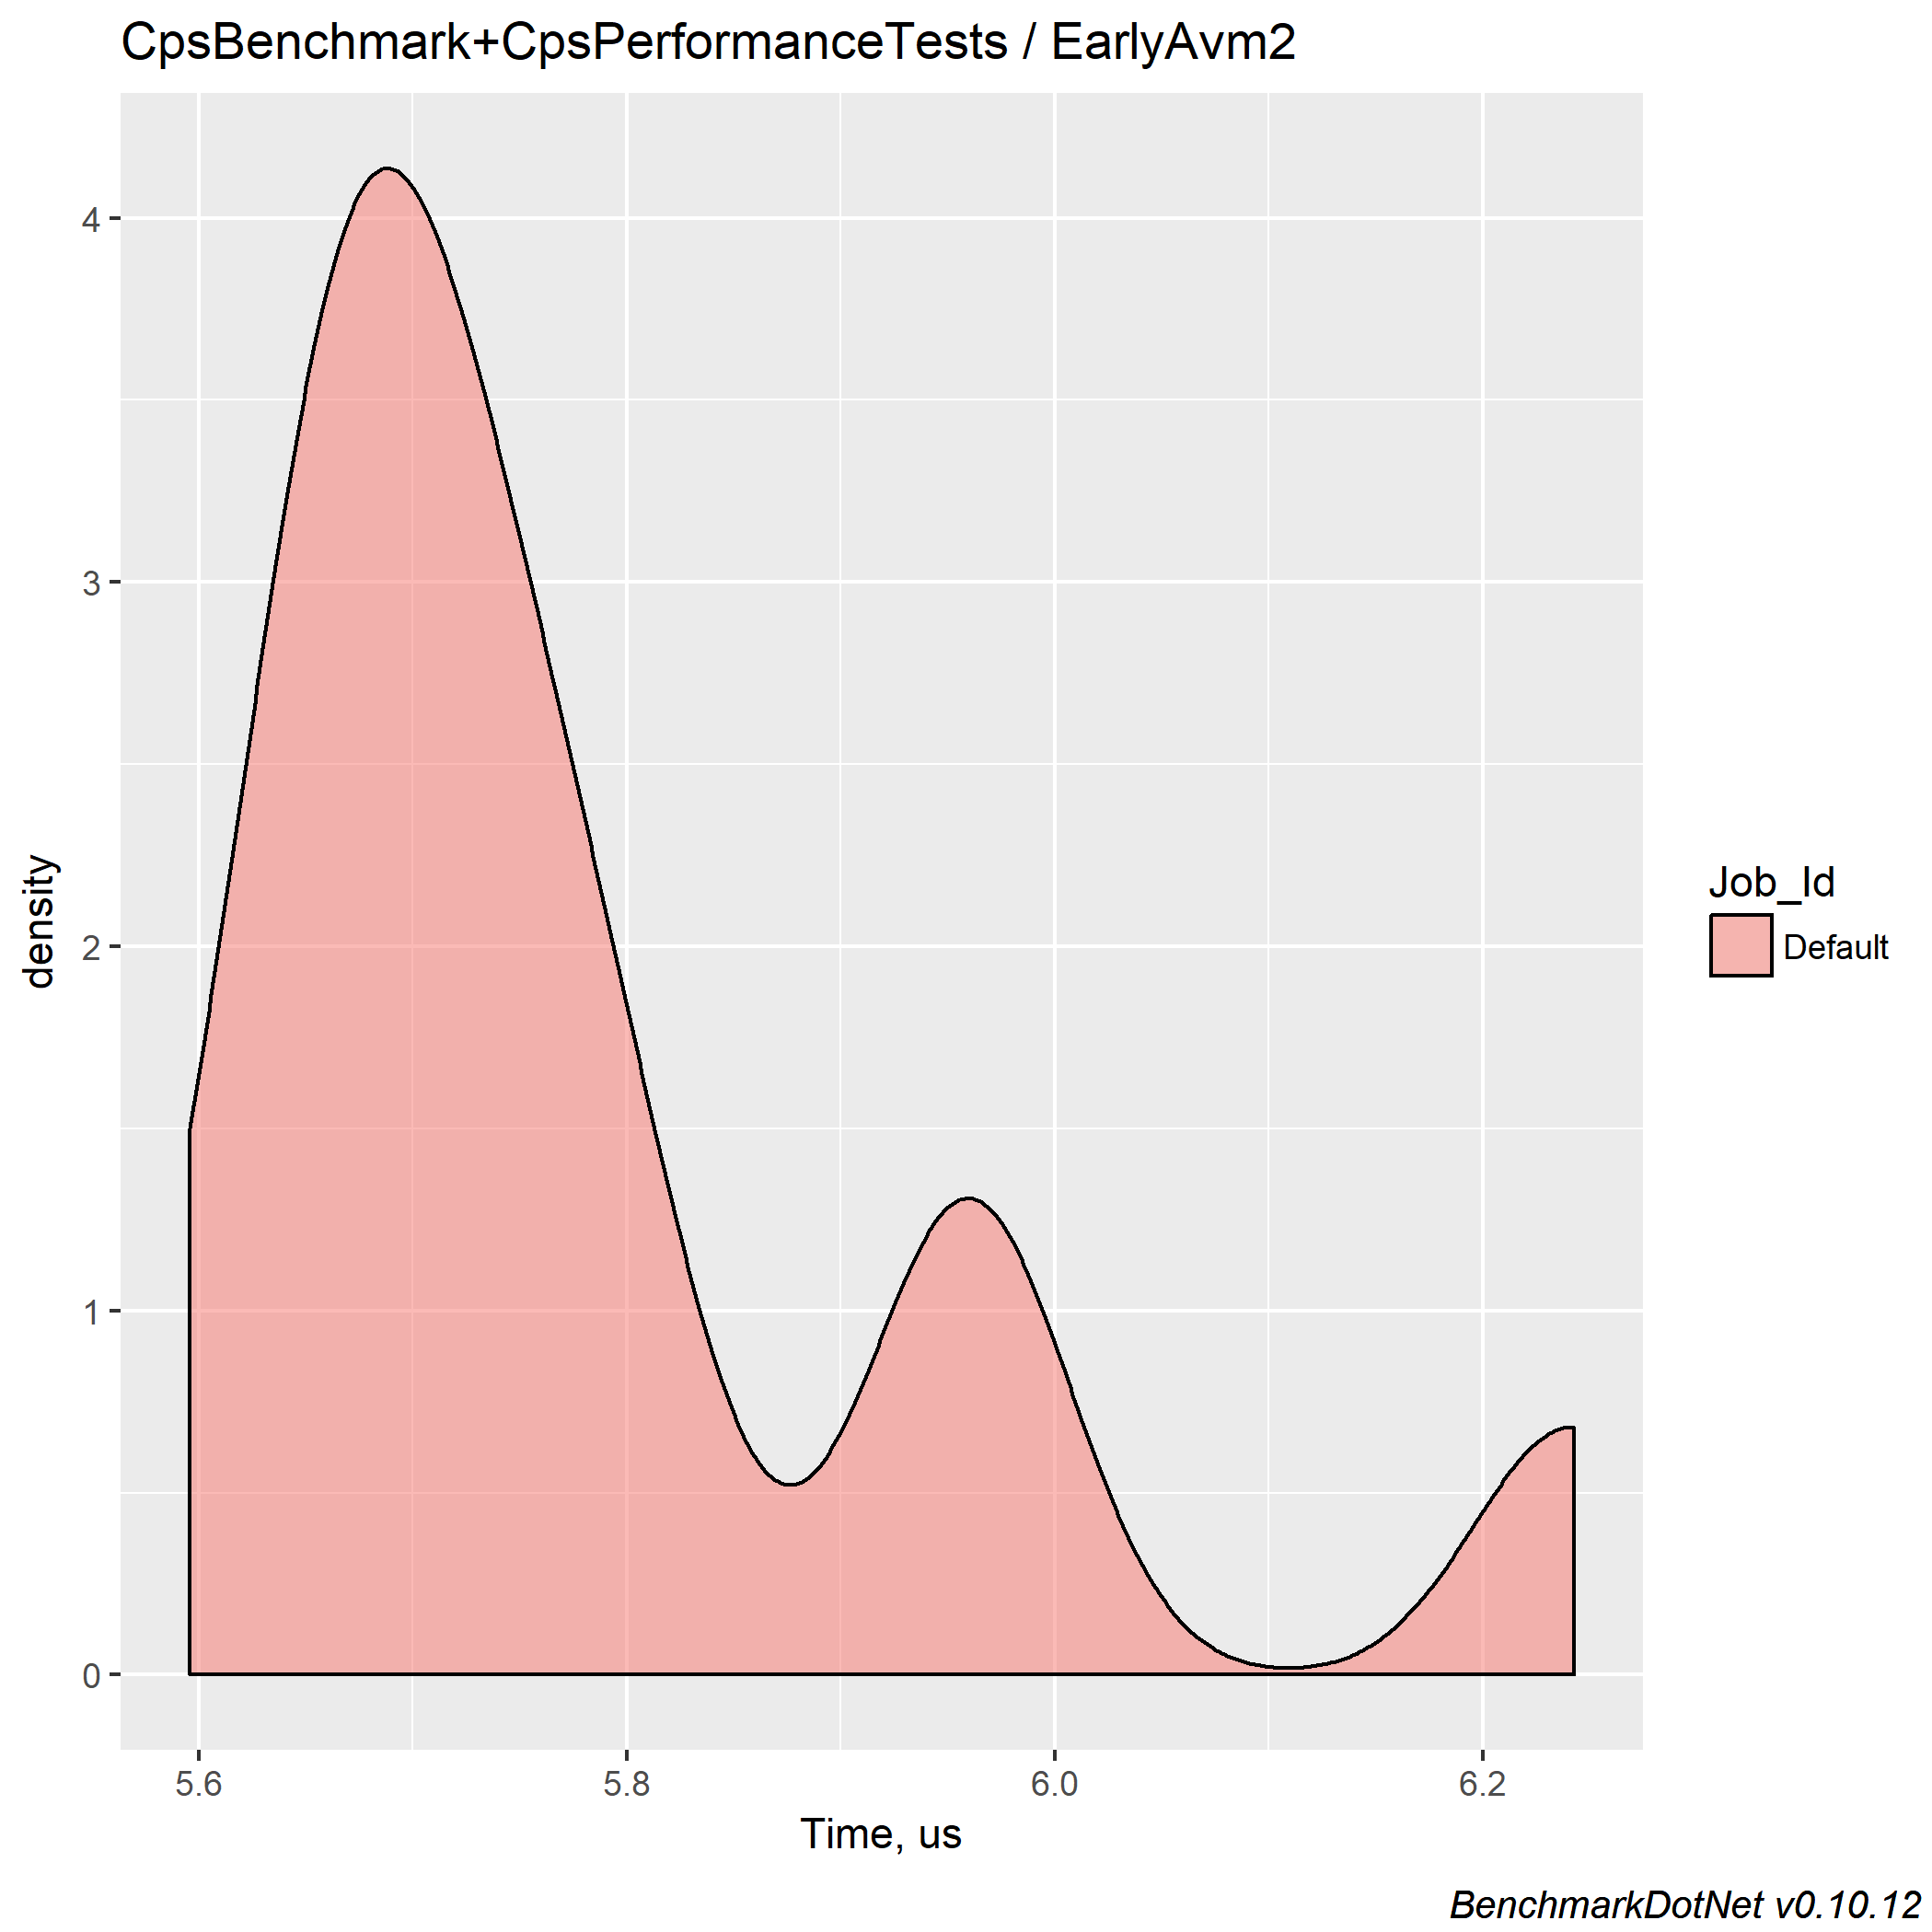 CpsBenchmark+CpsPerformanceTests / EarlyAvm2
4
3
2
1
0
density
5.6 5.8 6.0 6.2
Time, us
Job_Id
Default
BenchmarkDotNet v0.10.12